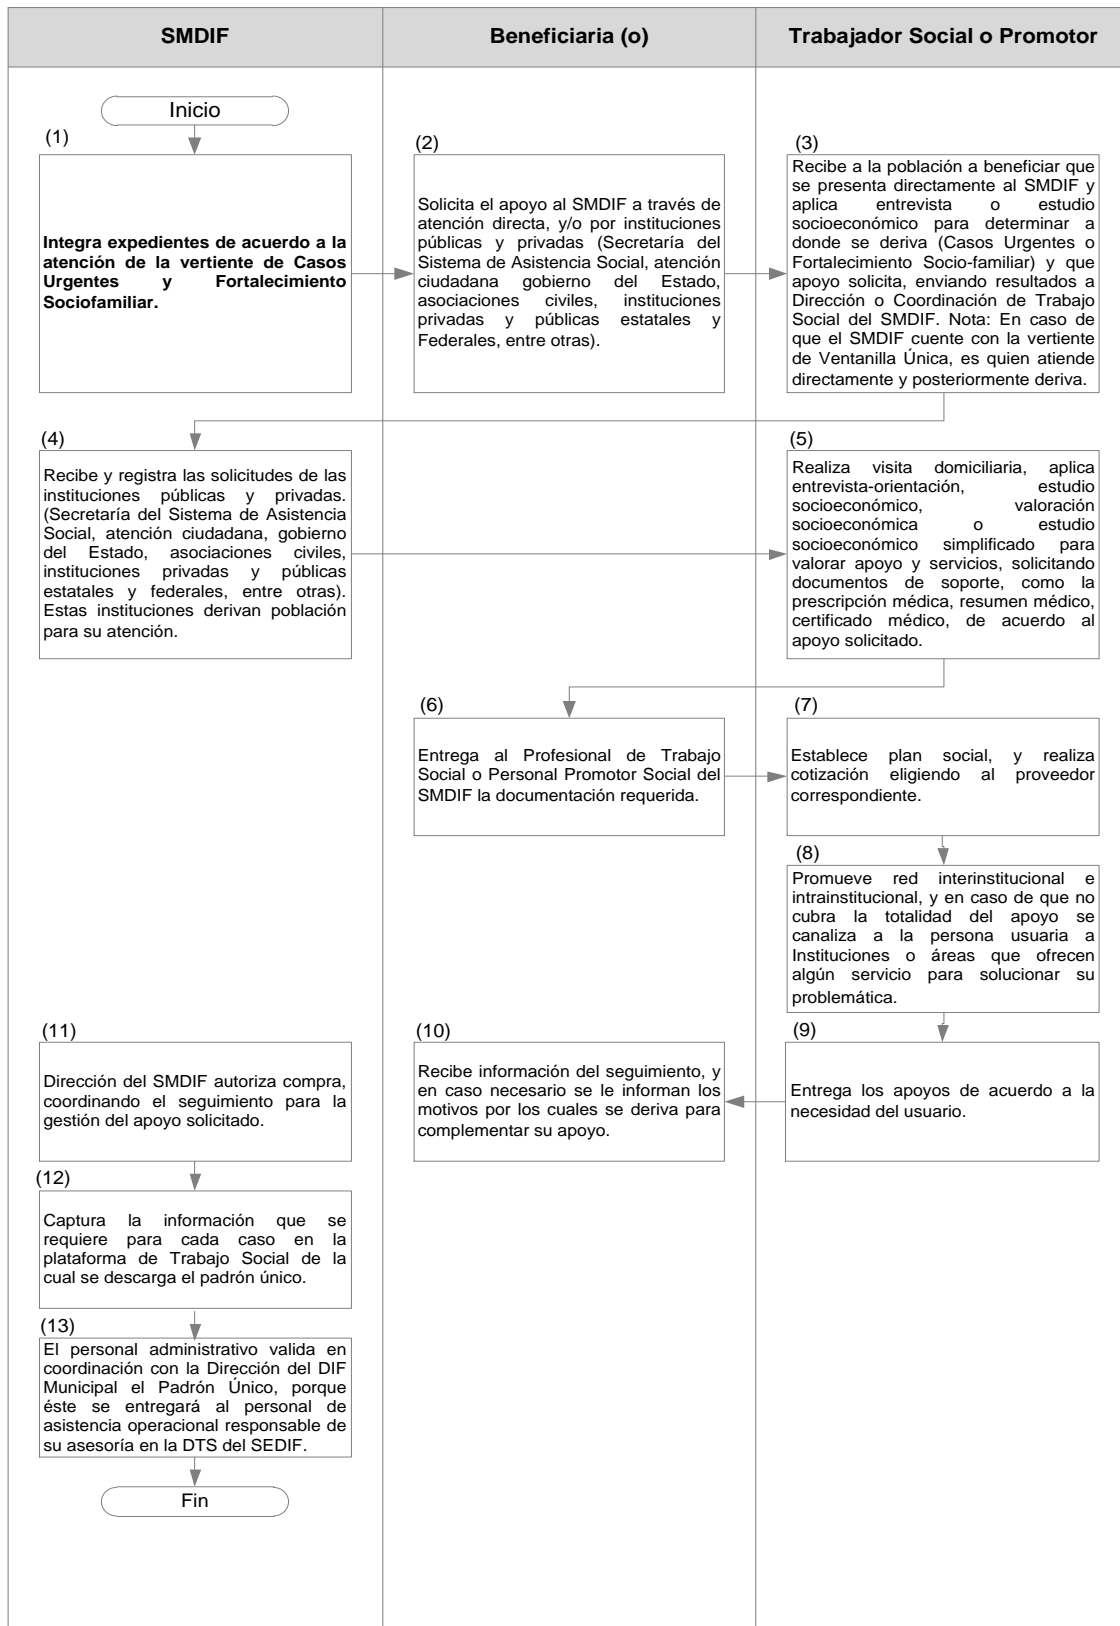 SMDIF
Beneficiaria (o)
Trabajador Social o Promotor
Inicio
(1)
Integra expedientes de acuerdo a la
atención de la vertiente de Casos
Urgentes y Fortalecimiento
Sociofamiliar.
(2)
Solicita el apoyo al SMDIF a través de
atención directa, y/o por instituciones
públicas y privadas (Secretaría del
Sistema de Asistencia Social, atención
ciudadana gobierno del Estado,
asociaciones civiles, instituciones
privadas y públicas estatales y
Federales, entre otras).
(3)
Recibe a la población a beneficiar que
se presenta directamente al SMDIF y
aplica entrevista o estudio
socioeconómico para determinar a
donde se deriva (Casos Urgentes o
Fortalecimiento Socio-familiar) y que
apoyo solicita, enviando resultados a
Dirección o Coordinación de Trabajo
Social del SMDIF. Nota: En caso de
que el SMDIF cuente con la vertiente
de Ventanilla Única, es quien atiende
directamente y posteriormente deriva.
(4)
Recibe y registra las solicitudes de las
instituciones públicas y privadas.
(Secretaría del Sistema de Asistencia
Social, atención ciudadana, gobierno
del Estado, asociaciones civiles,
instituciones privadas y públicas
estatales y federales, entre otras).
Estas instituciones derivan población
para su atención.
(5)
Realiza visita domiciliaria, aplica
entrevista-orientación, estudio
socioeconómico, valoración
socioeconómica o estudio
socioeconómico simplificado para
valorar apoyo y servicios, solicitando
documentos de soporte, como la
prescripción médica, resumen médico,
certificado médico, de acuerdo al
apoyo solicitado.
(6)
Entrega al Profesional de Trabajo
Social o Personal Promotor Social del
SMDIF la documentación requerida.
(7)
Establece plan social, y realiza
cotización eligiendo al proveedor
correspondiente.
(8)
Promueve red interinstitucional e
intrainstitucional, y en caso de que no
cubra la totalidad del apoyo se
canaliza a la persona usuaria a
Instituciones o áreas que ofrecen
algún servicio para solucionar su
problemática.
(9)
Entrega los apoyos de acuerdo a la
necesidad del usuario.
(10)
Recibe información del seguimiento, y
en caso necesario se le informan los
motivos por los cuales se deriva para
complementar su apoyo.
(11)
Dirección del SMDIF autoriza compra,
coordinando el seguimiento para la
gestión del apoyo solicitado.
(12)
Captura la información que se
requiere para cada caso en la
plataforma de Trabajo Social de la
cual se descarga el padrón único.
(13)
El personal administrativo valida en
coordinación con la Dirección del DIF
Municipal el Padrón Único, porque
éste se entregará al personal de
asistencia operacional responsable de
su asesoría en la DTS del SEDIF.
Fin